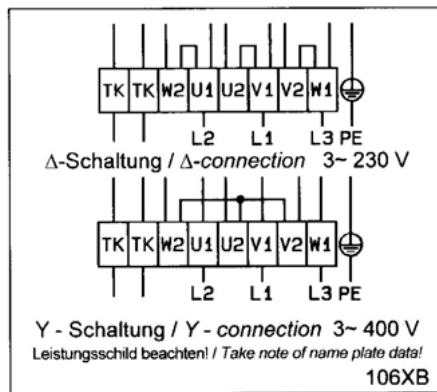 TK TK W2 U1 U2 V1 V2 W1
L2 L1 L3 PE
Δ-Schaltung / Δ-connection 3~ 230 V
TK TK W2 U1 U2 V1 V2 W1
L2 L1 L3 PE
Y - Schaltung / Y - connection 3~ 400 V
Leistungsschild beachten! / Take note of name plate data!
106XB